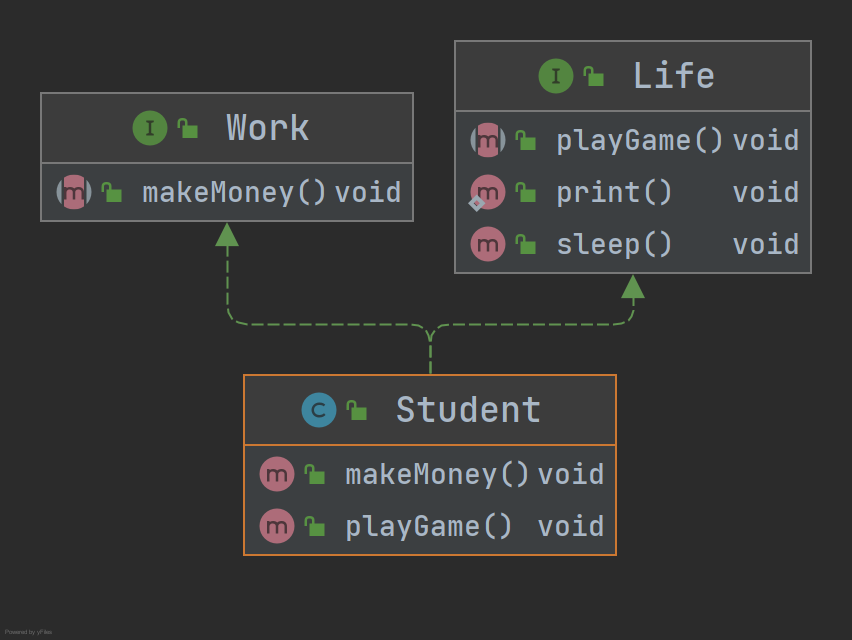 I Work
m makeMoney() void
I Life
m playGame() void
m print() void
m sleep() void
C Student
m makeMoney() void
m playGame() void
Powered by yFiles